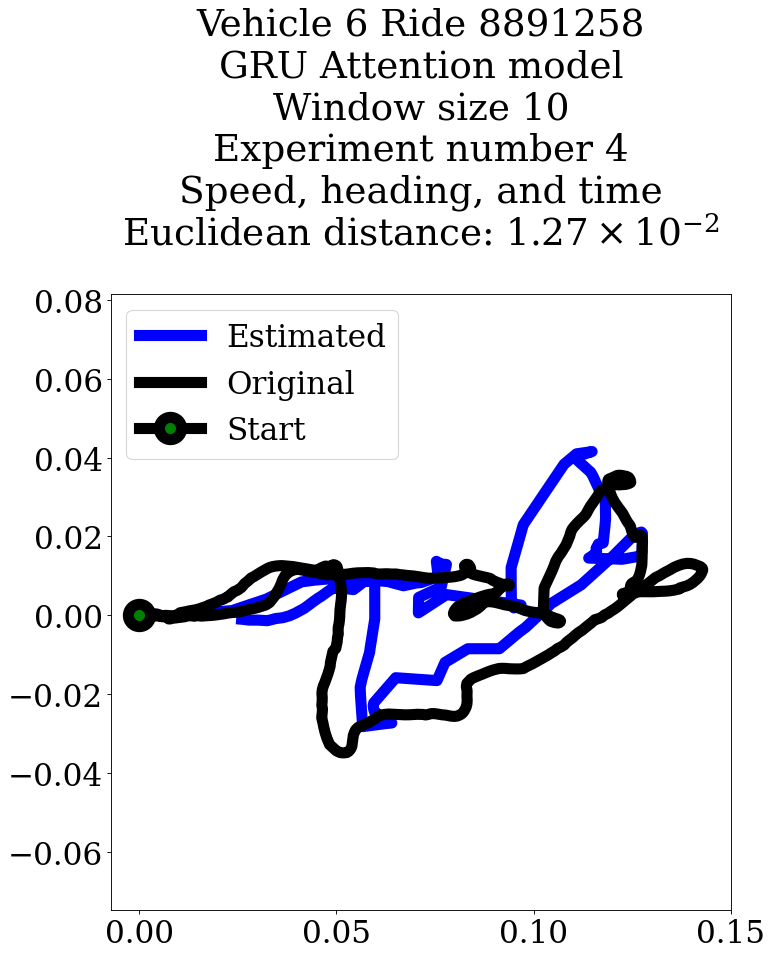 Vehicle 6 Ride 8891258
GRU Attention model
Window size 10
Experiment number 4
Speed, heading, and time
Euclidean distance: 1.27 × 10⁻²
0.08
0.06
0.04
0.02
0.00
−0.02
−0.04
−0.06
Estimated
Original
Start
0.00 0.05 0.10 0.15